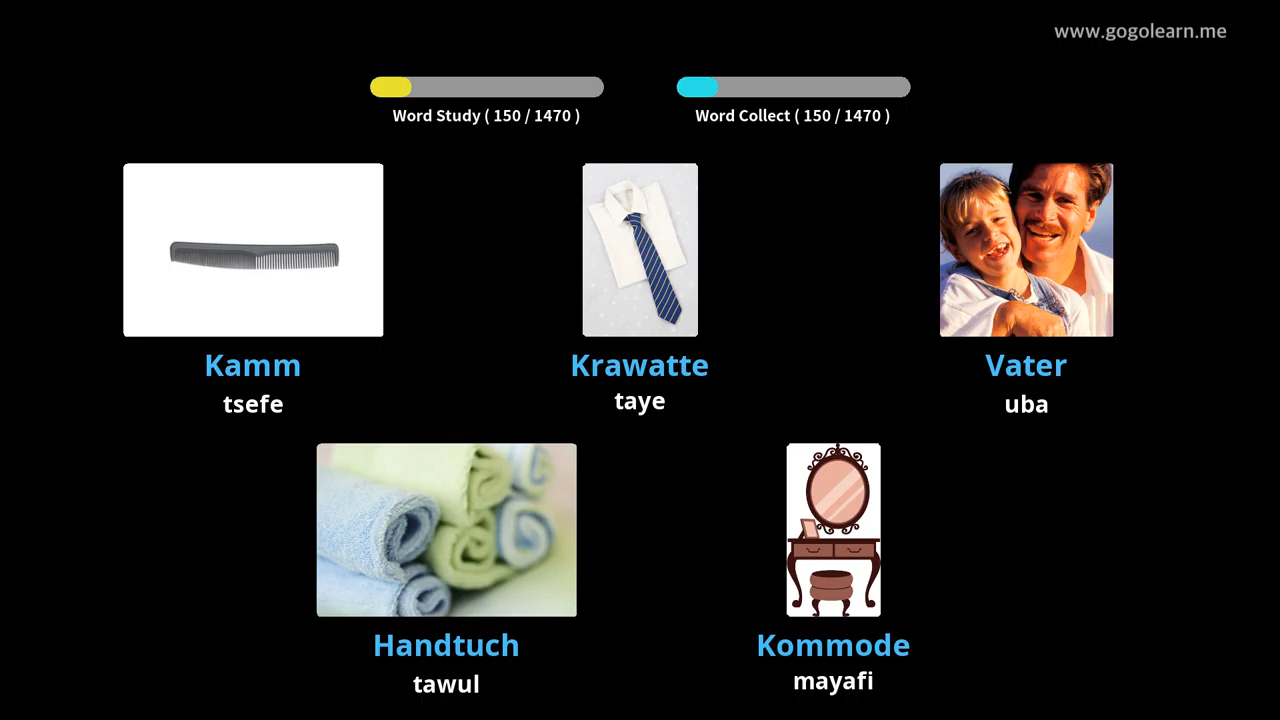 www.gogolearn.me
Word Study ( 150 / 1470 )
Word Collect ( 150 / 1470 )
Kamm
tsefe
Krawatte
taye
Vater
uba
Handtuch
tawul
Kommode
mayafi